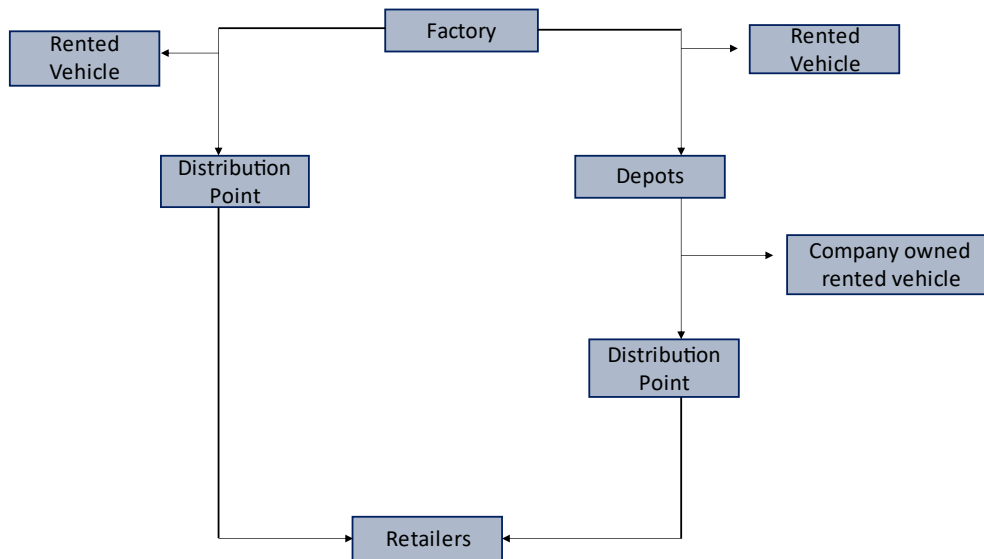 Factory
Rented
Vehicle
Rented
Vehicle
Distribution
Point
Depots
Company owned
rented vehicle
Distribution
Point
Retailers